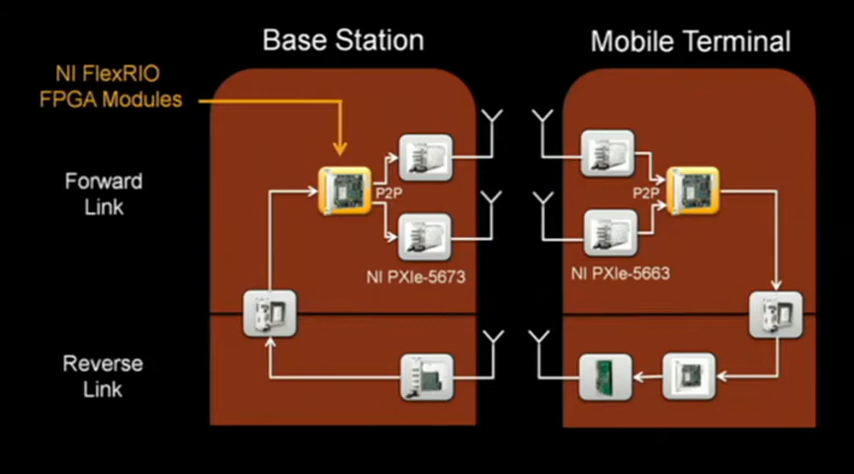 Base Station
Mobile Terminal
NI FlexRIO
FPGA Modules
Forward
Link
P2P
P2P
NI PXIe-5673
NI PXIe-5663
Reverse
Link